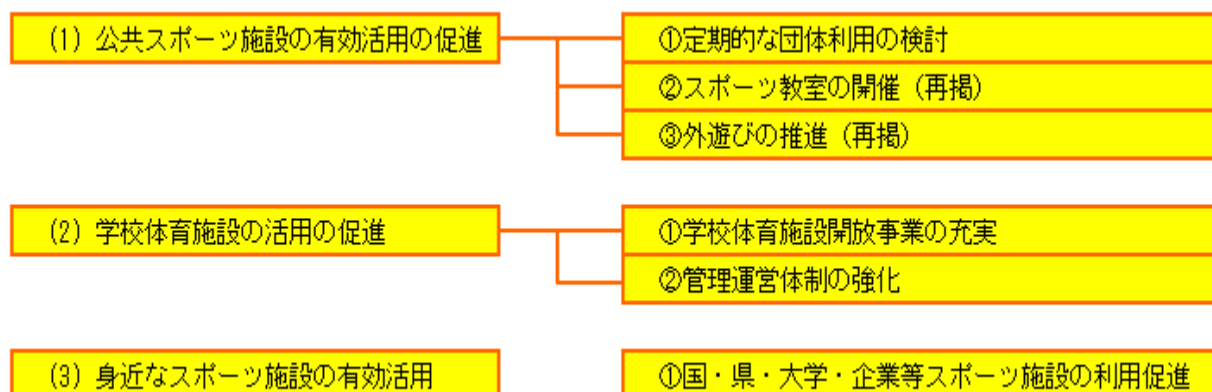 (1) 公共スポーツ施設の有効活用の促進
①定期的な団体利用の検討
②スポーツ教室の開催（再掲）
③外遊びの推進（再掲）
(2) 学校体育施設の活用の促進
①学校体育施設開放事業の充実
②管理運営体制の強化
(3) 身近なスポーツ施設の有効活用
①国・県・大学・企業等スポーツ施設の利用促進